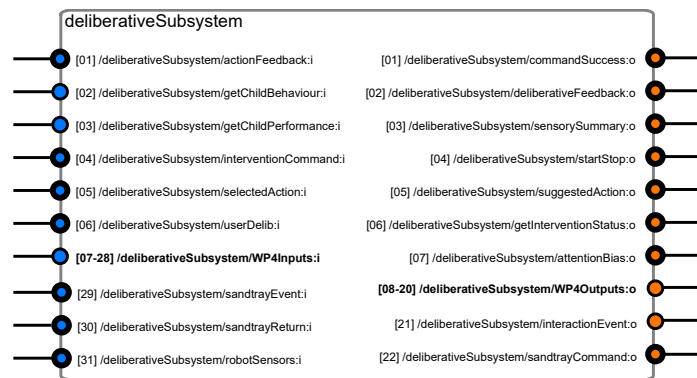 deliberativeSubsystem
[01] /deliberativeSubsystem/actionFeedback:i
[02] /deliberativeSubsystem/getChildBehaviour:i
[03] /deliberativeSubsystem/getChildPerformance:i
[04] /deliberativeSubsystem/interventionCommand:i
[05] /deliberativeSubsystem/selectedAction:i
[06] /deliberativeSubsystem/userDelib:i
[07-28] /deliberativeSubsystem/WP4Inputs:i
[29] /deliberativeSubsystem/sandtrayEvent:i
[30] /deliberativeSubsystem/sandtrayReturn:i
[31] /deliberativeSubsystem/robotSensors:i
[01] /deliberativeSubsystem/commandSuccess:o
[02] /deliberativeSubsystem/deliberativeFeedback:o
[03] /deliberativeSubsystem/sensorySummary:o
[04] /deliberativeSubsystem/startStop:o
[05] /deliberativeSubsystem/suggestedAction:o
[06] /deliberativeSubsystem/getInterventionStatus:o
[07] /deliberativeSubsystem/attentionBias:o
[08-20] /deliberativeSubsystem/WP4Outputs:o
[21] /deliberativeSubsystem/interactionEvent:o
[22] /deliberativeSubsystem/sandtrayCommand:o